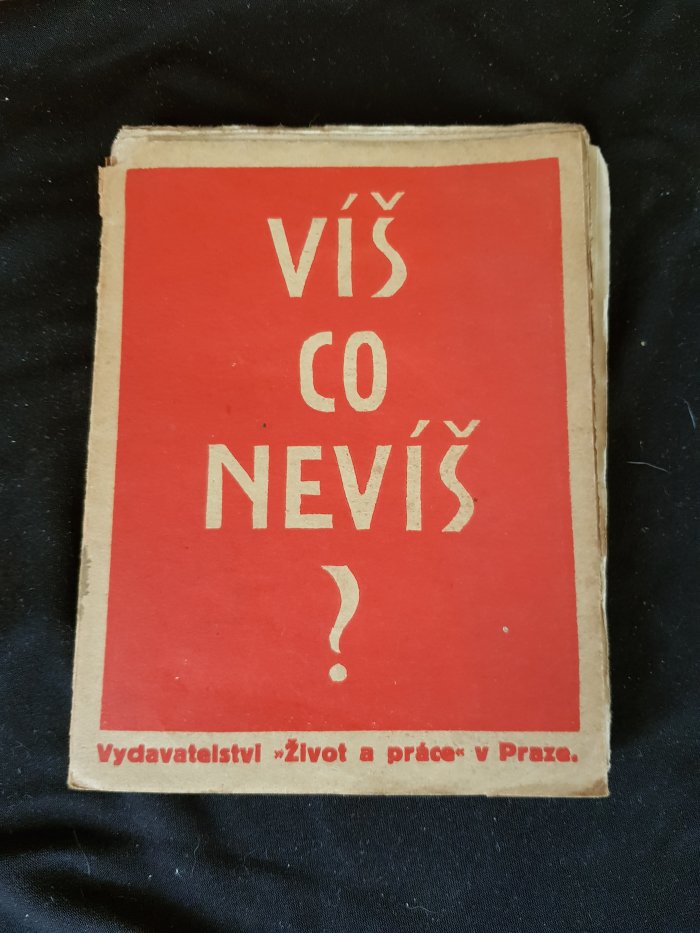 VÍŠ
CO
NEVÍŠ
?
Vydavatelství »Život a práce« v Praze.